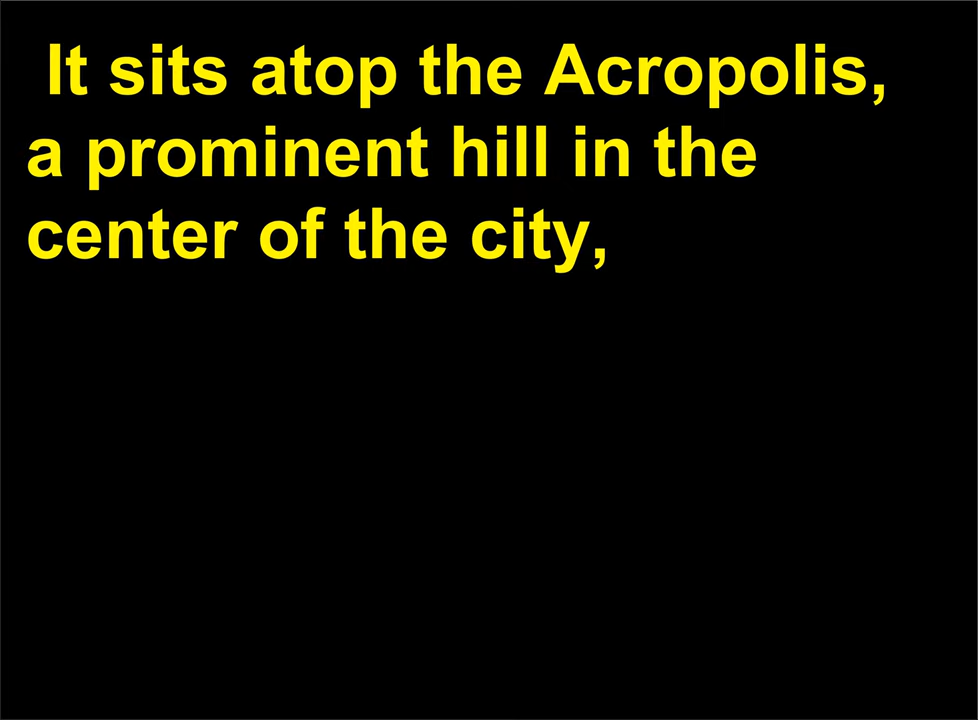 It sits atop the Acropolis,
a prominent hill in the
center of the city,